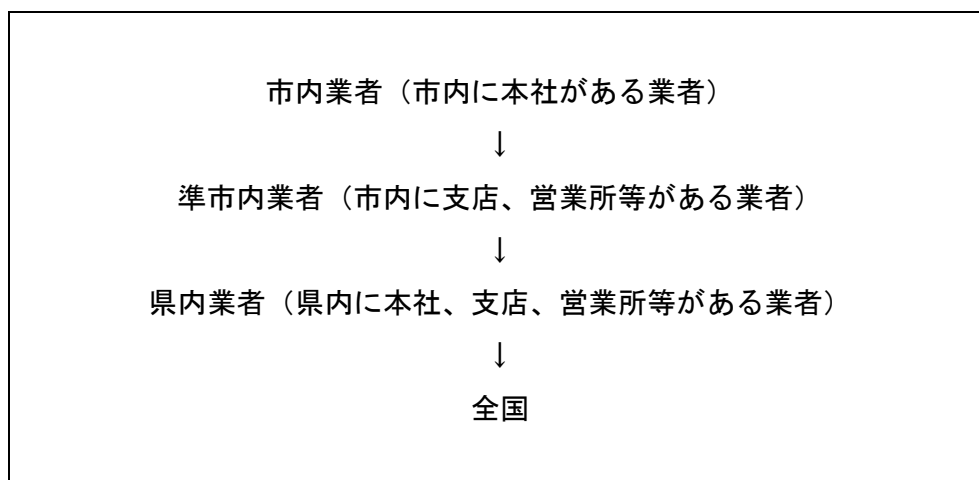 市内業者（市内に本社がある業者）
↓
準市内業者（市内に支店、営業所等がある業者）
↓
県内業者（県内に本社、支店、営業所等がある業者）
↓
全国